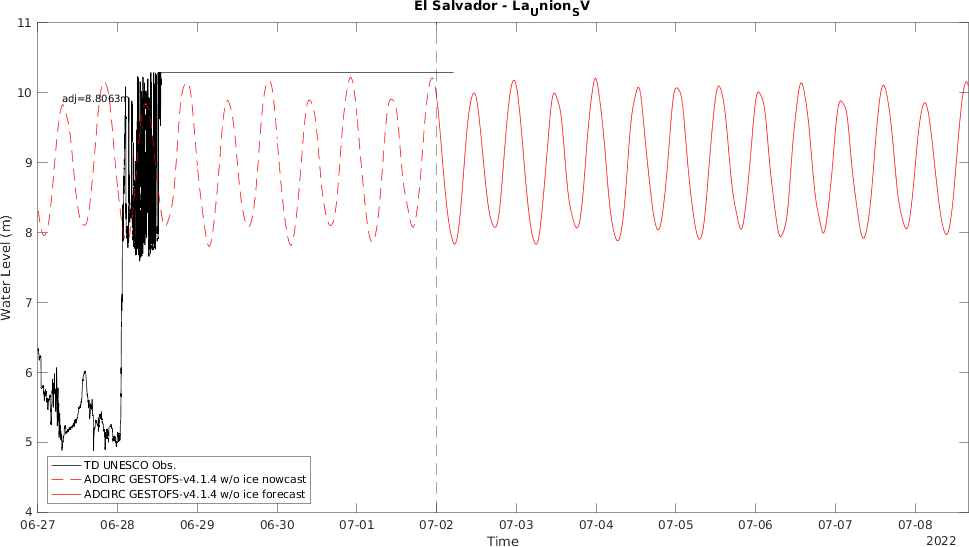 El Salvador - LaUnionSV
11
10
9
8
7
6
5
4
Water Level (m)
adj=8.8063m
TD UNESCO Obs.
ADCIRC GESTOFS-v4.1.4 w/o ice nowcast
ADCIRC GESTOFS-v4.1.4 w/o ice forecast
06-27 06-28 06-29 06-30 07-01 07-02 07-03 07-04 07-05 07-06 07-07 07-08
Time
2022